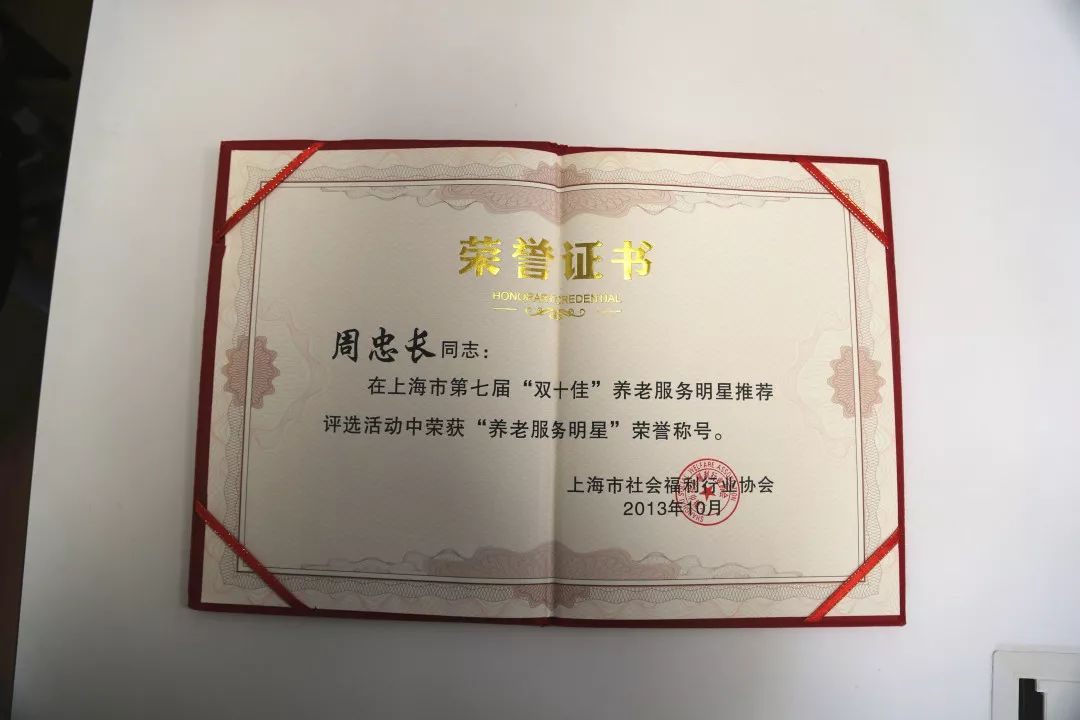 荣誉证书
HONORARY CREDENTIAL
周忠长同志：
在上海市第七届“双十佳”养老服务明星推荐
评选活动中荣获“养老服务明星”荣誉称号。
上海市社会福利行业协会
2013年10月